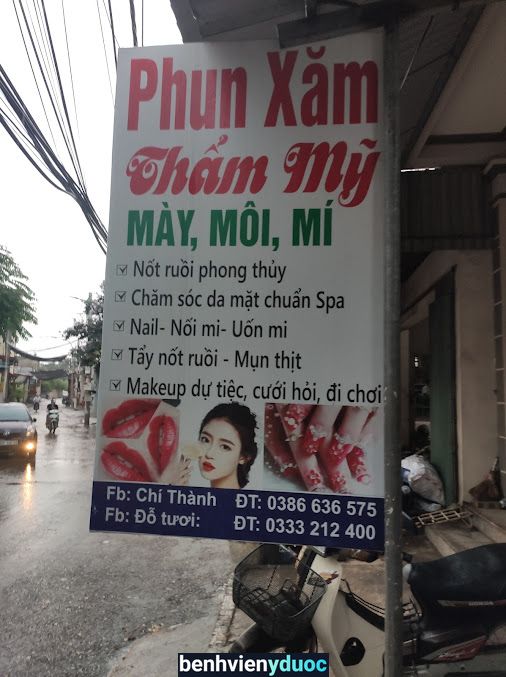 Phun Xăm
Thẩm Mỹ
MÀY, MÔI, MÍ
☑ Nốt ruồi phong thủy
☑ Chăm sóc da mặt chuẩn Spa
☑ Nail- Nối mi- Uốn mi
☑ Tẩy nốt ruồi - Mụn thịt
☑ Makeup dự tiệc, cưới hỏi, đi chơi
Fb: Chí Thành ĐT: 0386 636 575
Fb: Đỗ tươi: ĐT: 0333 212 400
benhvienyduoc